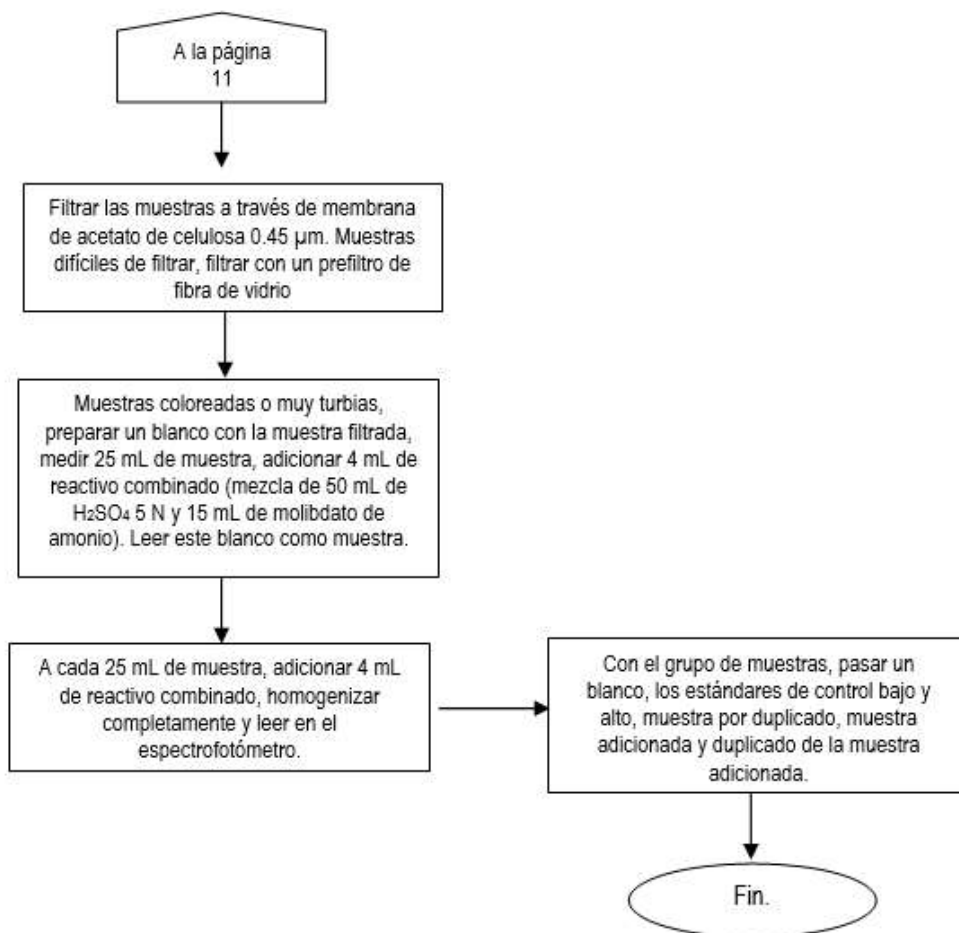 A la página
11
Filtrar las muestras a través de membrana
de acetato de celulosa 0.45 µm. Muestras
difíciles de filtrar, filtrar con un prefiltro de
fibra de vidrio
Muestras coloreadas o muy turbias,
preparar un blanco con la muestra filtrada,
medir 25 mL de muestra, adicionar 4 mL de
reactivo combinado (mezcla de 50 mL de
H₂SO₄ 5 N y 15 mL de molibdato de
amonio). Leer este blanco como muestra.
A cada 25 mL de muestra, adicionar 4 mL
de reactivo combinado, homogenizar
completamente y leer en el
espectrofotómetro.
Con el grupo de muestras, pasar un
blanco, los estándares de control bajo y
alto, muestra por duplicado, muestra
adicionada y duplicado de la muestra
adicionada.
Fin.